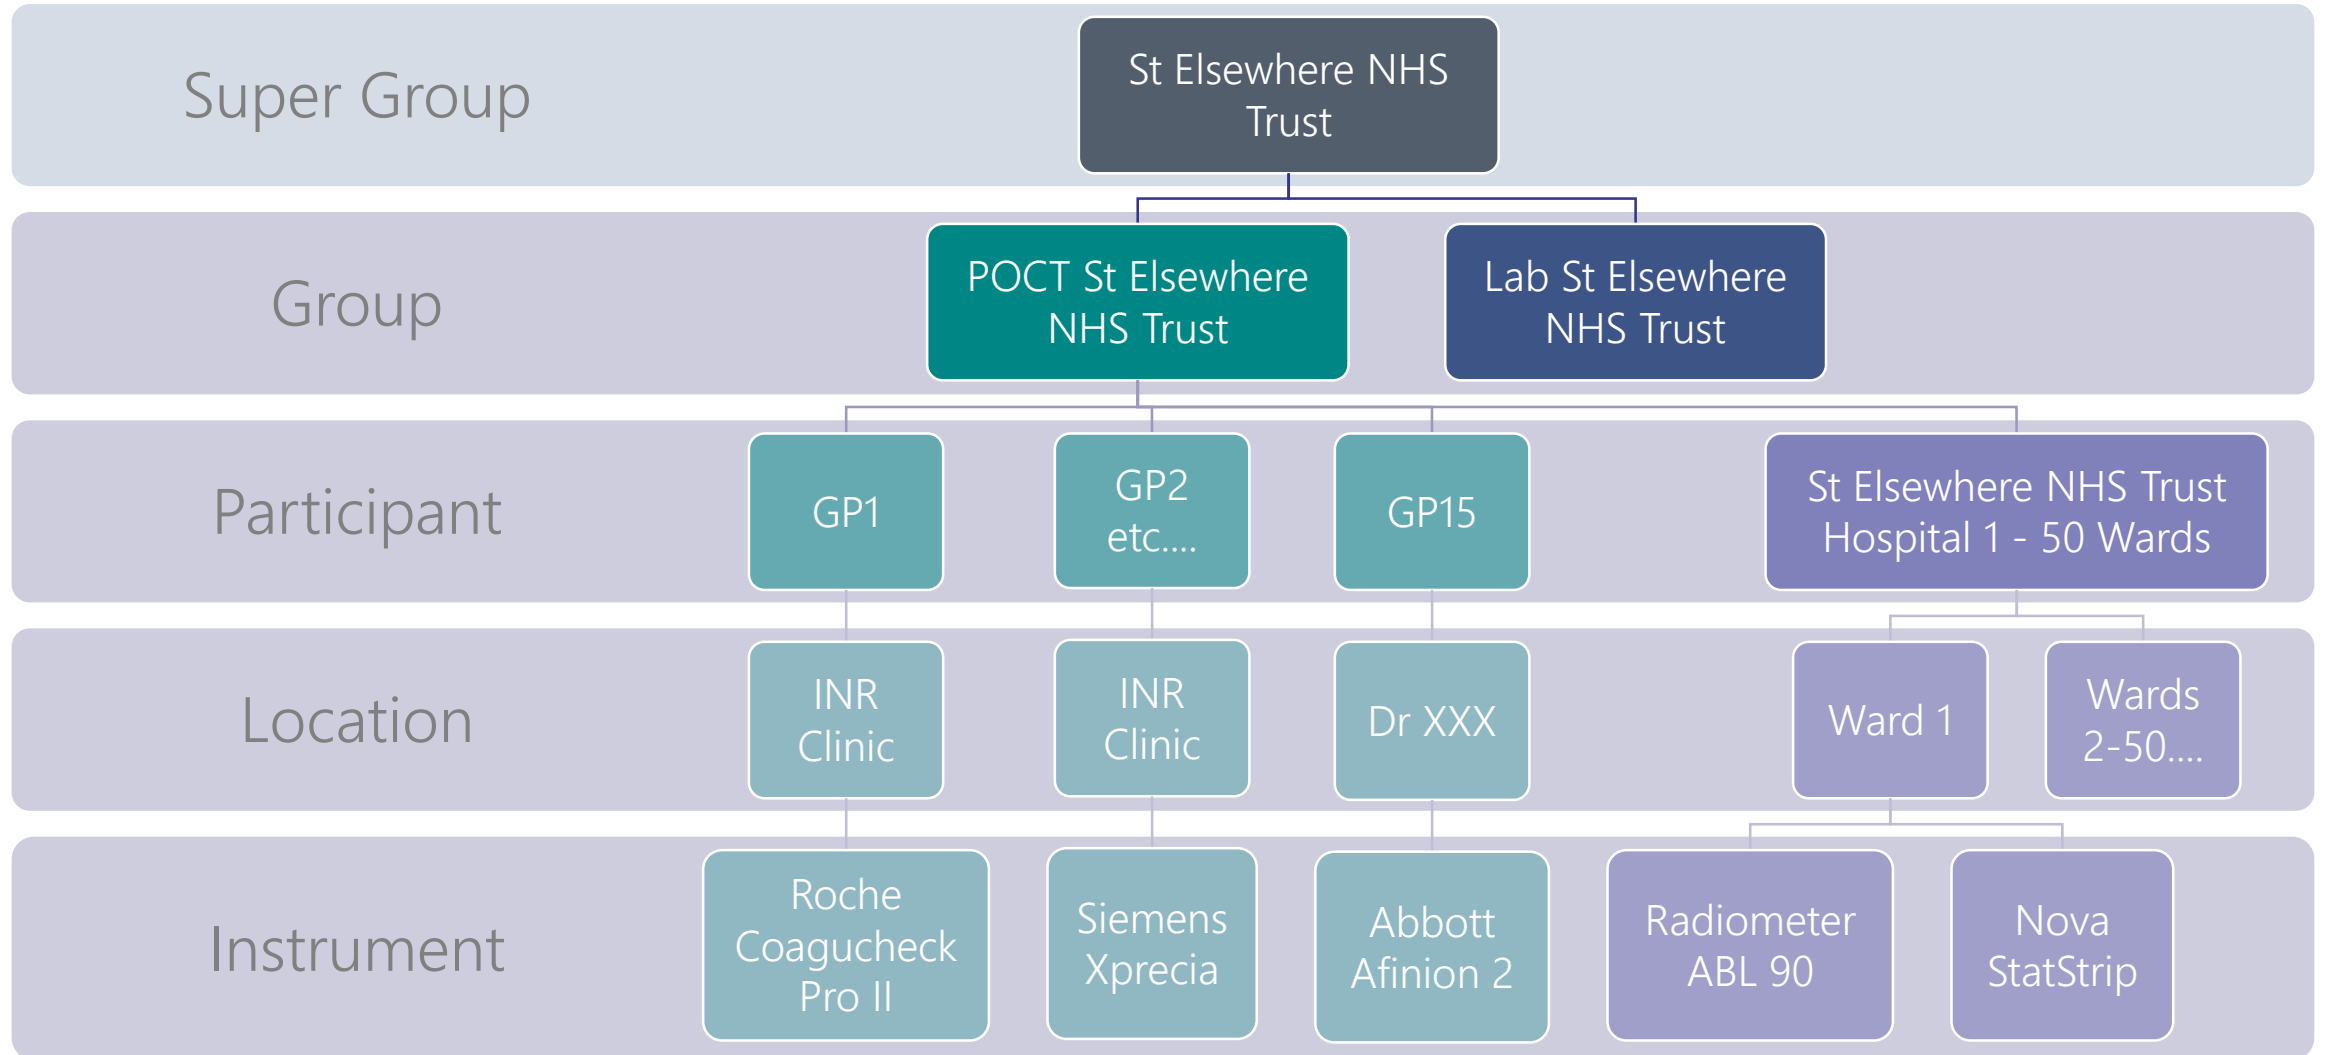 Super Group
St Elsewhere NHS
Trust
Group
POCT St Elsewhere
NHS Trust
Lab St Elsewhere
NHS Trust
Participant
GP1
GP2
etc....
GP15
St Elsewhere NHS Trust
Hospital 1 - 50 Wards
Location
INR
Clinic
INR
Clinic
Dr XXX
Ward 1
Wards
2-50....
Instrument
Roche
Coagucheck
Pro II
Siemens
Xprecia
Abbott
Afinion 2
Radiometer
ABL 90
Nova
StatStrip